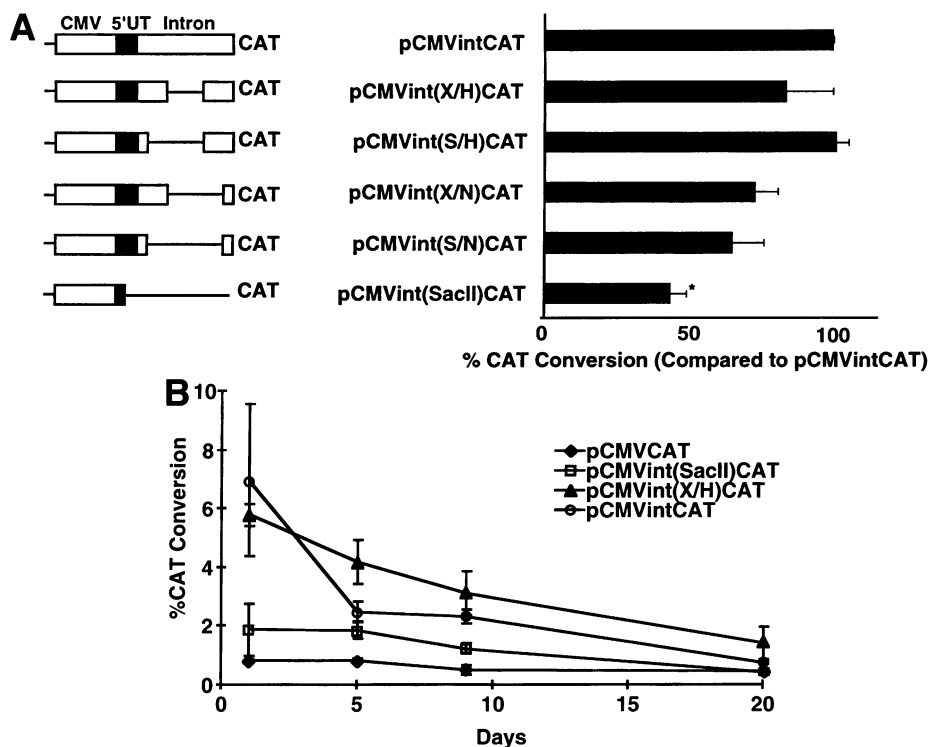 A
CMV 5'UT Intron
CAT pCMVintCAT
CAT pCMVint(X/H)CAT
CAT pCMVint(S/H)CAT
CAT pCMVint(X/N)CAT
CAT pCMVint(S/N)CAT
CAT pCMVint(SacII)CAT *
0 50 100
% CAT Conversion (Compared to pCMVintCAT)
B
%CAT Conversion
10
8
6
4
2
0
pCMVCAT
pCMVint(SacII)CAT
pCMVint(X/H)CAT
pCMVintCAT
0 5 10 15 20
Days